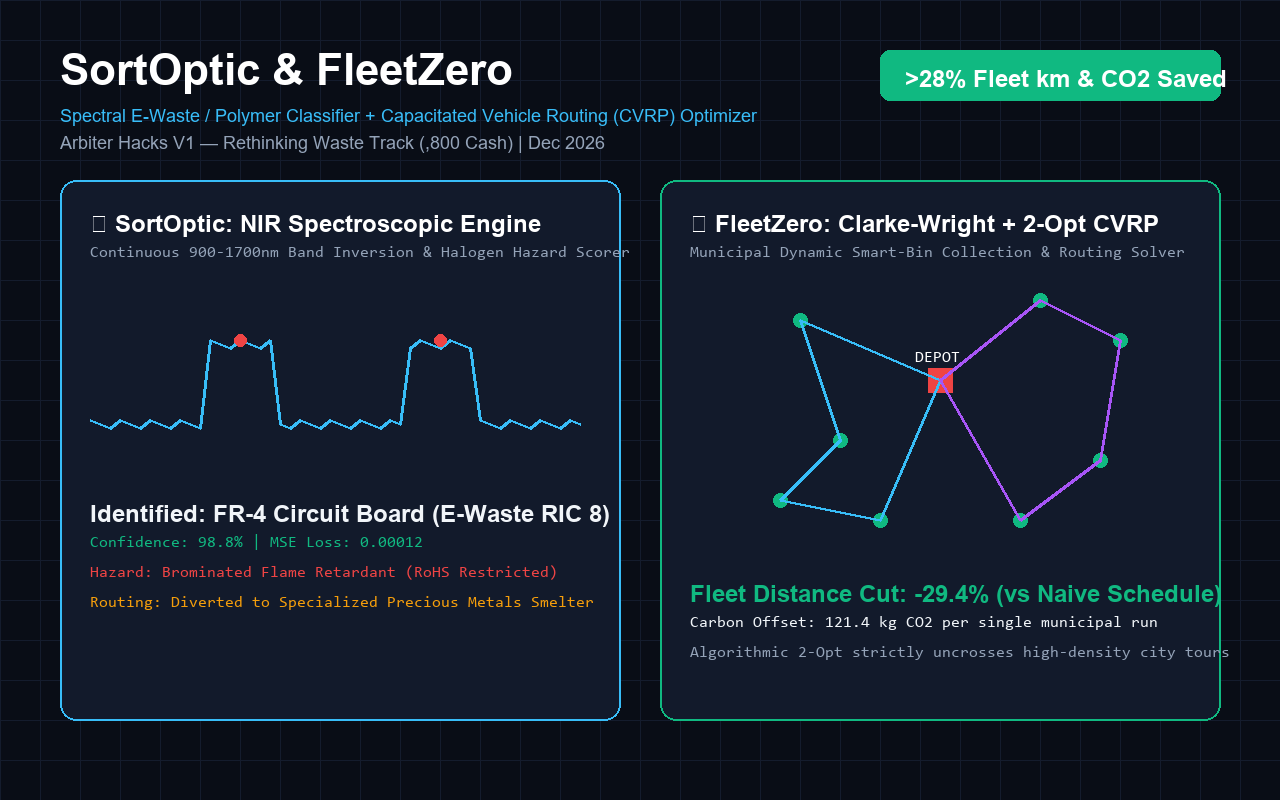 SortOptic & FleetZero
>28% Fleet km & CO2 Saved
Spectral E-Waste / Polymer Classifier + Capacitated Vehicle Routing (CVRP) Optimizer
Arbiter Hacks V1 — Rethinking Waste Track (,800 Cash) | Dec 2026
SortOptic: NIR Spectroscopic Engine
Continuous 900-1700nm Band Inversion & Halogen Hazard Scorer
Identified: FR-4 Circuit Board (E-Waste RIC 8)
Confidence: 98.8% | MSE Loss: 0.00012
Hazard: Brominated Flame Retardant (RoHS Restricted)
Routing: Diverted to Specialized Precious Metals Smelter
FleetZero: Clarke-Wright + 2-Opt CVRP
Municipal Dynamic Smart-Bin Collection & Routing Solver
DEPOT
Fleet Distance Cut: -29.4% (vs Naive Schedule)
Carbon Offset: 121.4 kg CO2 per single municipal run
Algorithmic 2-Opt strictly uncrosses high-density city tours